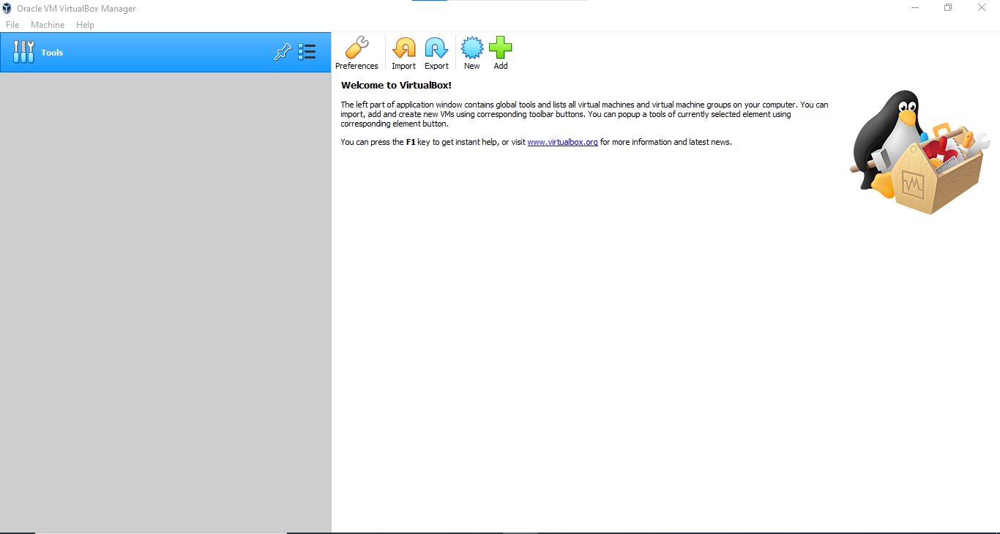 Oracle VM VirtualBox Manager
File Machine Help
Tools
Preferences Import Export New Add
Welcome to VirtualBox!
The left part of application window contains global tools and lists all virtual machines and virtual machine groups on your computer. You can
import, add and create new VMs using corresponding toolbar buttons. You can popup a tools of currently selected element using
corresponding element button.
You can press the F1 key to get instant help, or visit www.virtualbox.org for more information and latest news.